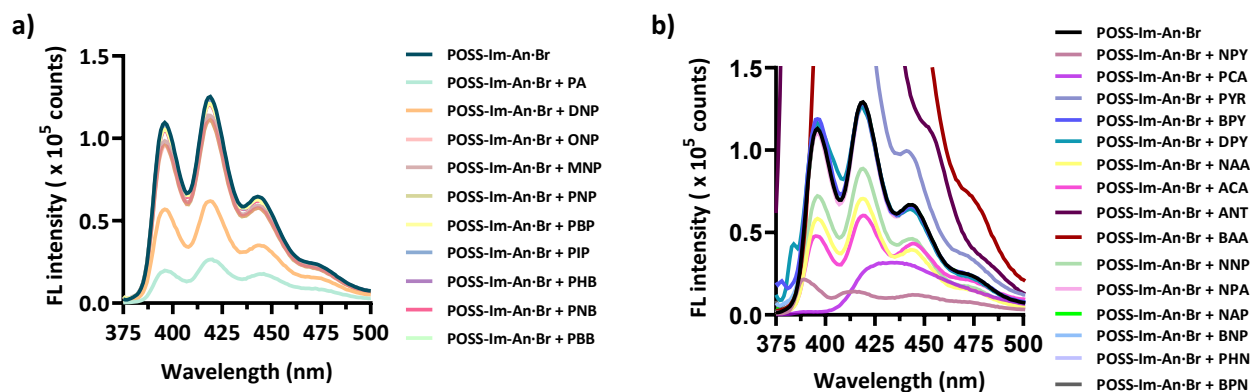 a)
FL intensity ( x 10⁵ counts)
1.5
1.0
0.5
0.0
375 400 425 450 475 500
Wavelength (nm)
POSS-Im-An·Br
POSS-Im-An·Br + PA
POSS-Im-An·Br + DNP
POSS-Im-An·Br + ONP
POSS-Im-An·Br + MNP
POSS-Im-An·Br + PNP
POSS-Im-An·Br + PBP
POSS-Im-An·Br + PIP
POSS-Im-An·Br + PHB
POSS-Im-An·Br + PNB
POSS-Im-An·Br + PBB
b)
FL intensity ( x 10⁵ counts)
1.5
1.0
0.5
0.0
375 400 425 450 475 500
Wavelength (nm)
POSS-Im-An·Br
POSS-Im-An·Br + NPY
POSS-Im-An·Br + PCA
POSS-Im-An·Br + PYR
POSS-Im-An·Br + BPY
POSS-Im-An·Br + DPY
POSS-Im-An·Br + NAA
POSS-Im-An·Br + ACA
POSS-Im-An·Br + ANT
POSS-Im-An·Br + BAA
POSS-Im-An·Br + NNP
POSS-Im-An·Br + NPA
POSS-Im-An·Br + NAP
POSS-Im-An·Br + BNP
POSS-Im-An·Br + PHN
POSS-Im-An·Br + BPN